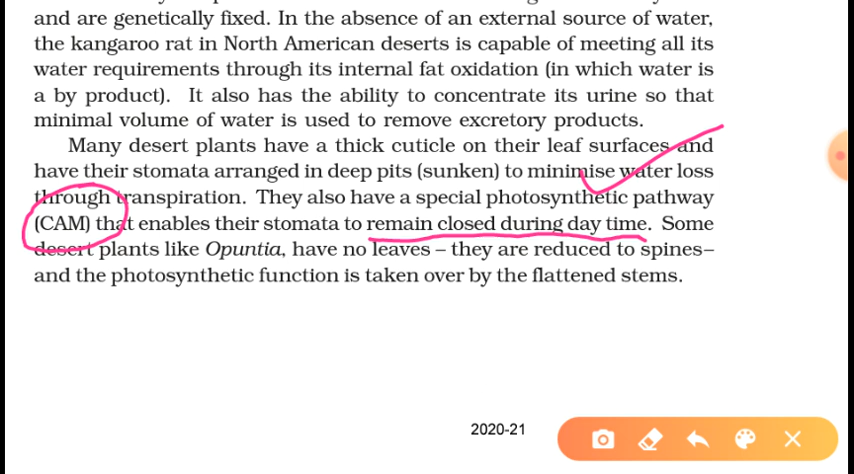 and are genetically fixed. In the absence of an external source of water,
the kangaroo rat in North American deserts is capable of meeting all its
water requirements through its internal fat oxidation (in which water is
a by product). It also has the ability to concentrate its urine so that
minimal volume of water is used to remove excretory products.
Many desert plants have a thick cuticle on their leaf surfaces and
have their stomata arranged in deep pits (sunken) to minimise water loss
through transpiration. They also have a special photosynthetic pathway
(CAM) that enables their stomata to remain closed during day time. Some
desert plants like Opuntia, have no leaves – they are reduced to spines–
and the photosynthetic function is taken over by the flattened stems.
2020-21